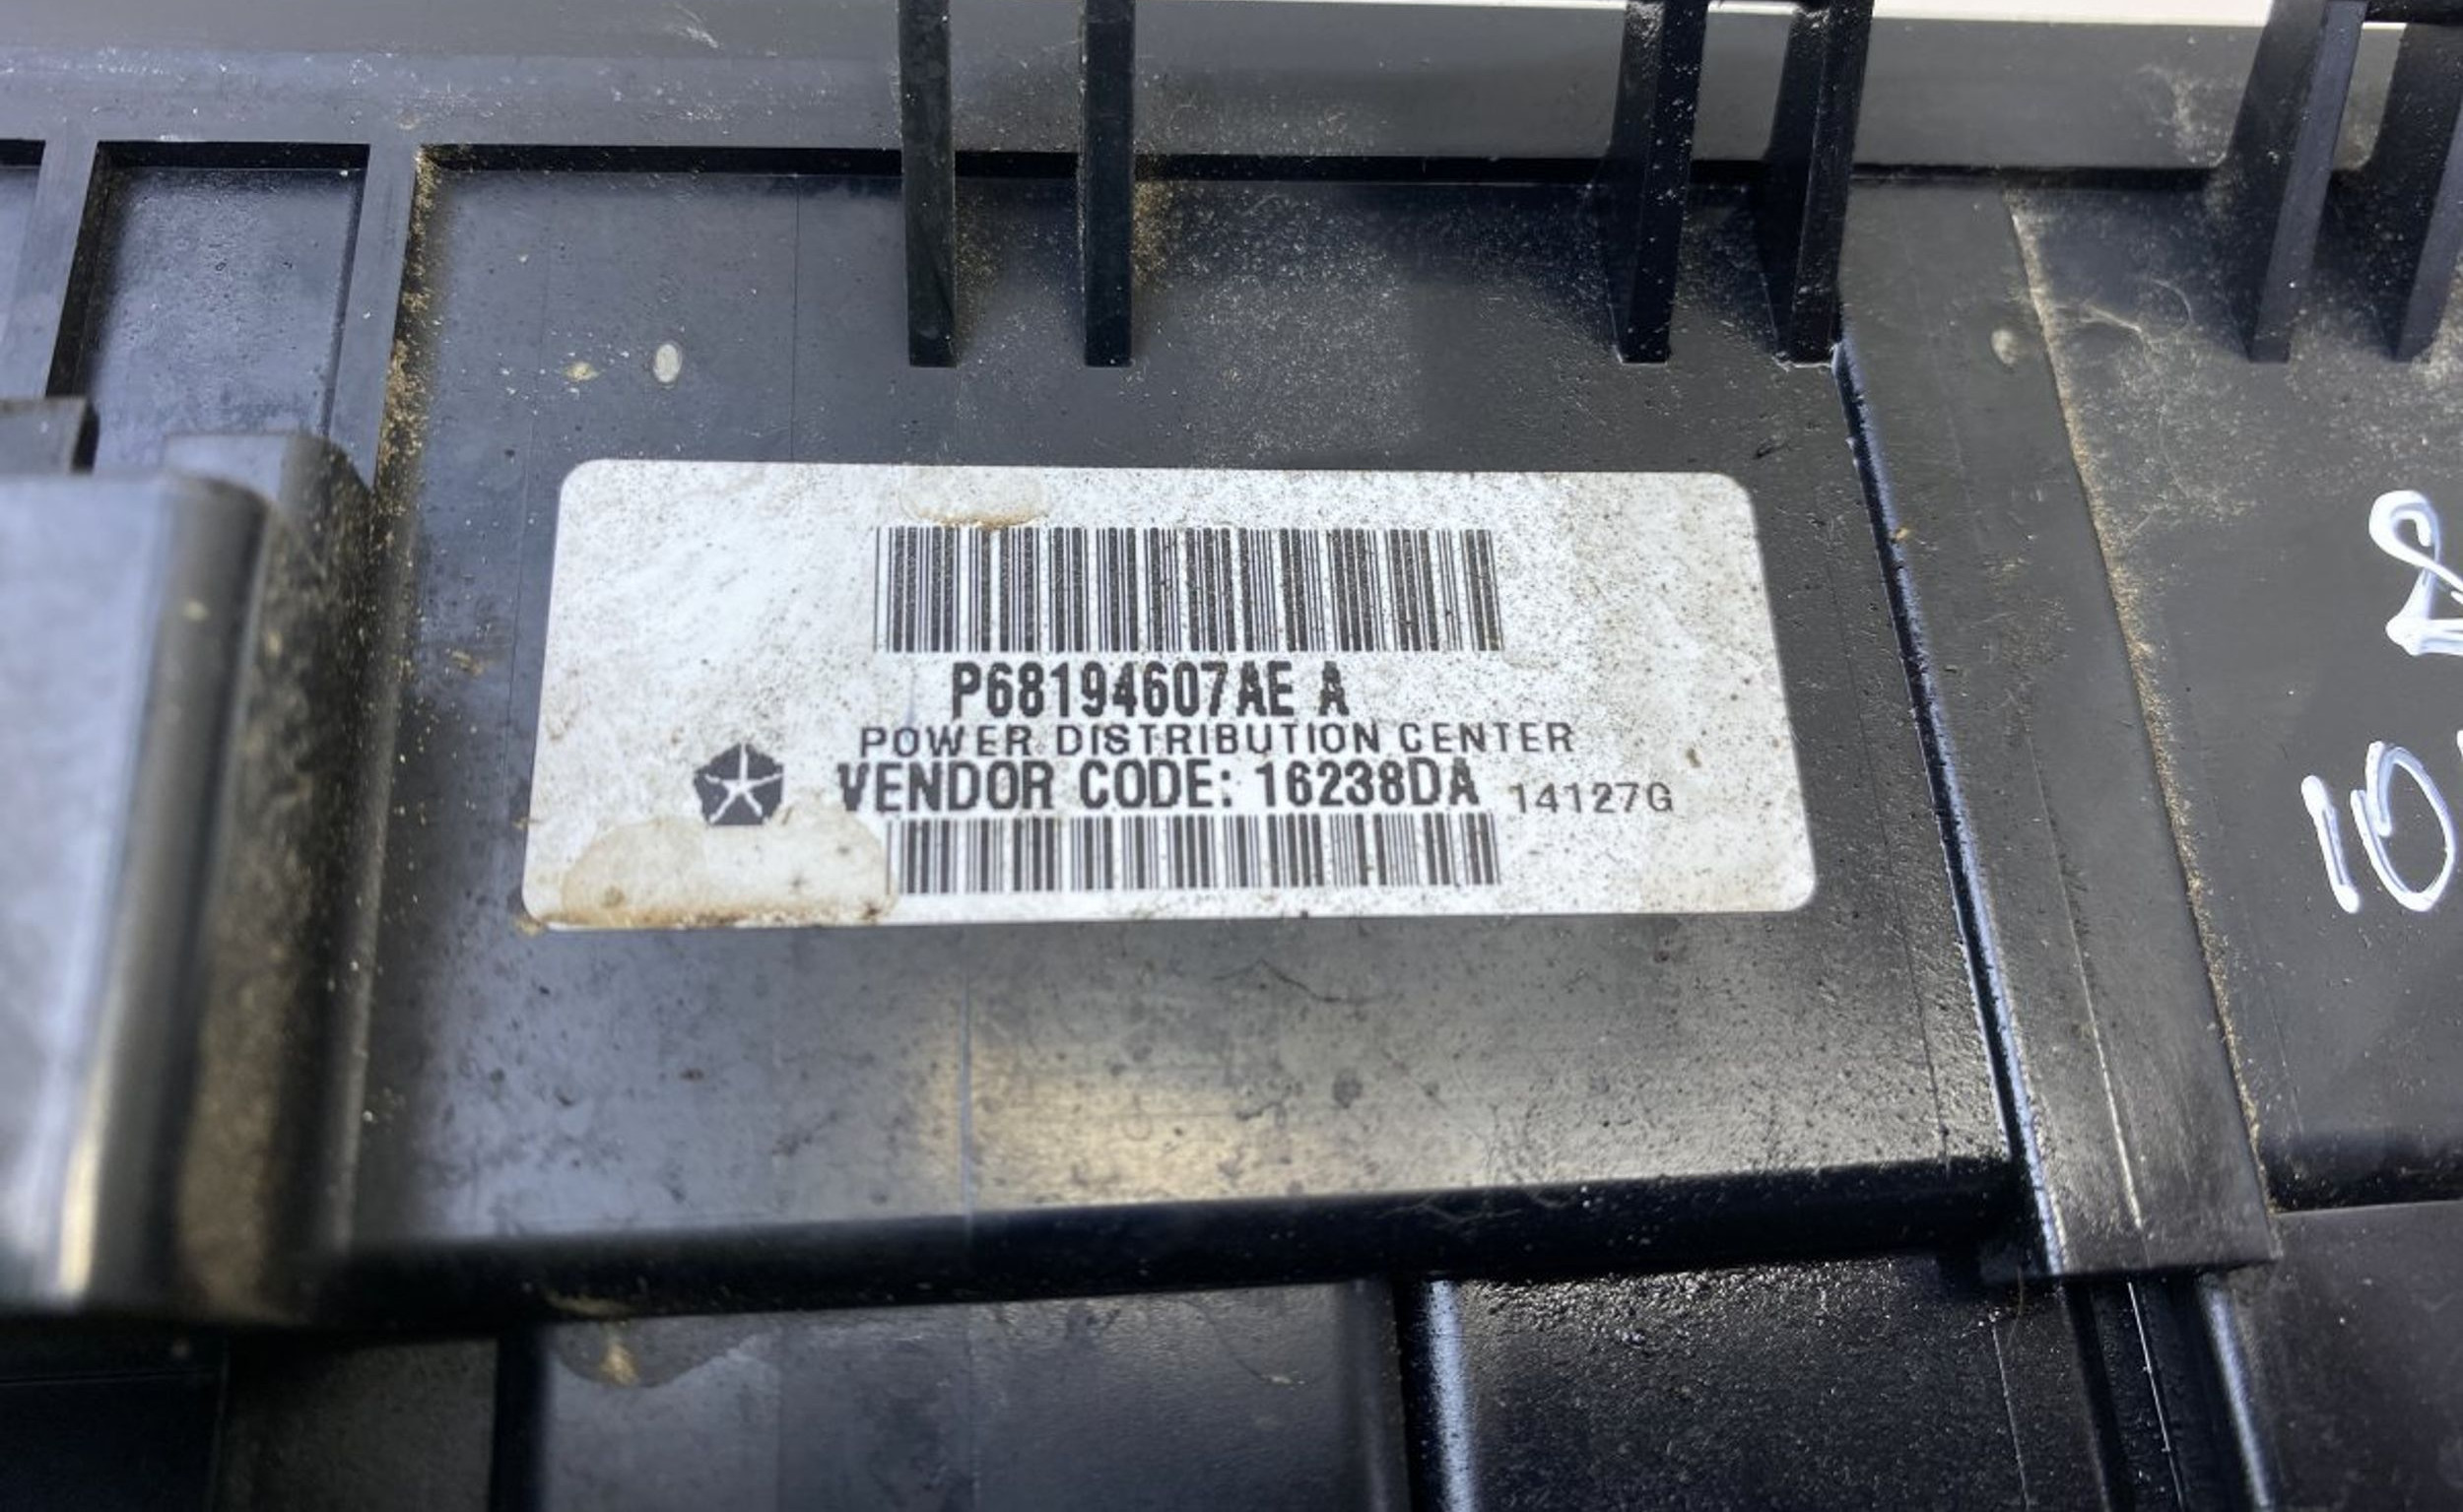 P68194607AE A
POWER DISTRIBUTION CENTER
VENDOR CODE: 16238DA 14127G